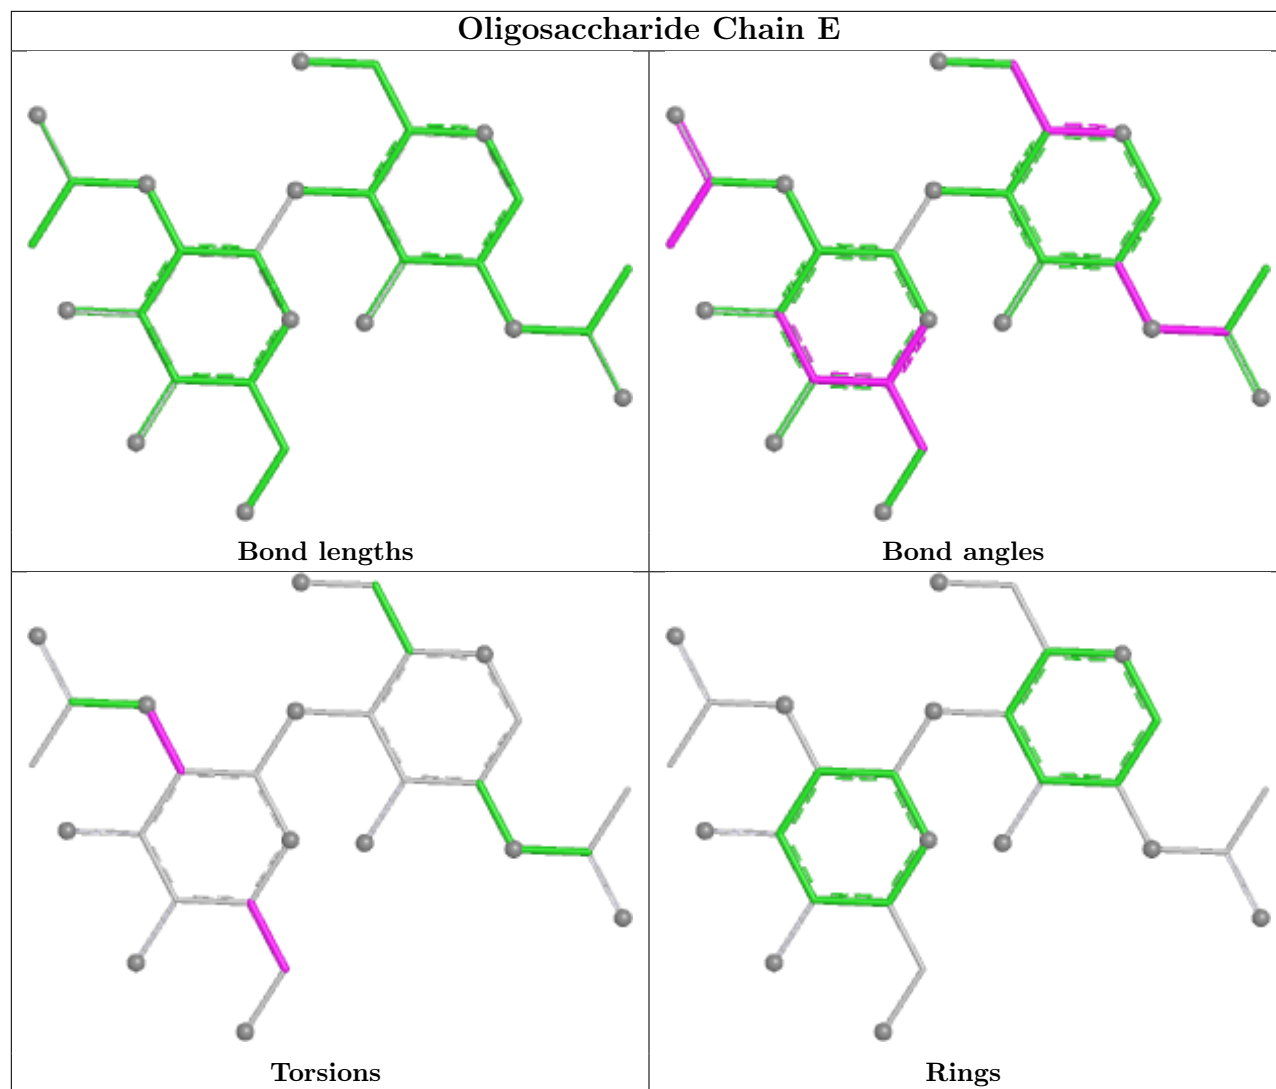 Oligosaccharide Chain E
Bond lengths
Bond angles
Torsions
Rings